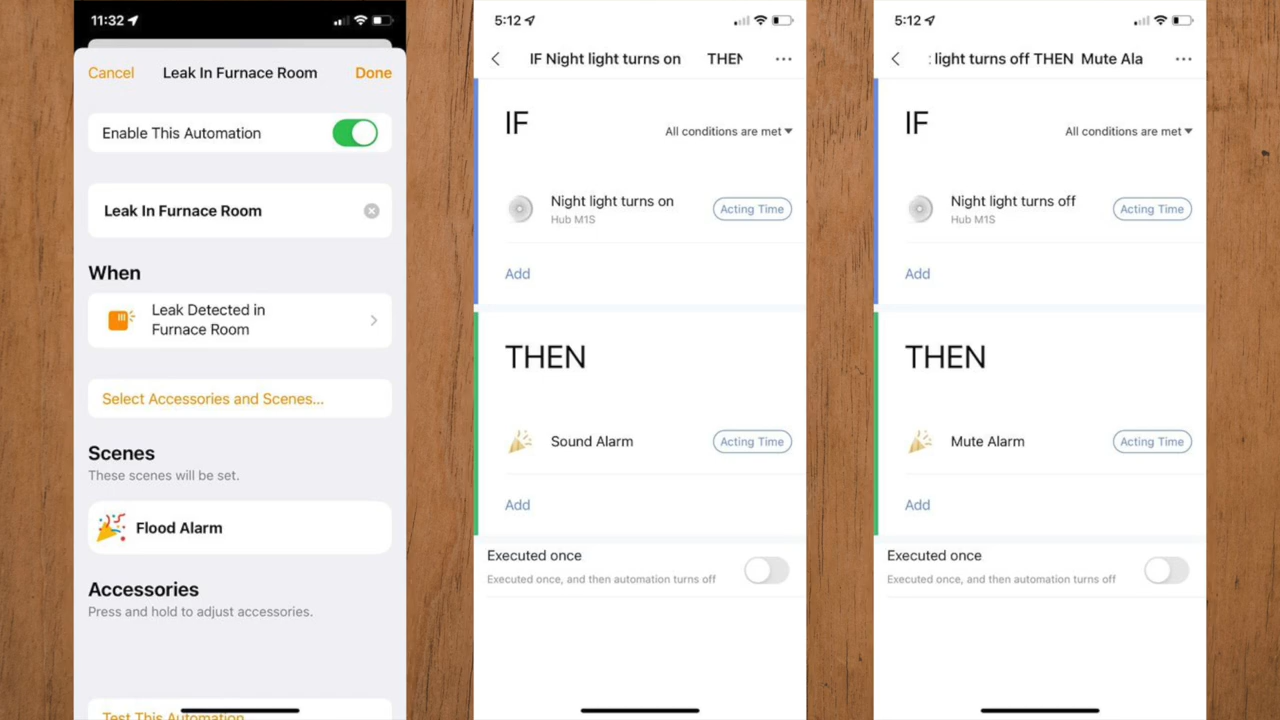 11:32
Cancel
Leak In Furnace Room
Done
Enable This Automation
Leak In Furnace Room
When
Leak Detected in
Furnace Room
Select Accessories and Scenes...
Scenes
These scenes will be set.
Flood Alarm
Accessories
Press and hold to adjust accessories.
Test This Automation
5:12
IF Night light turns on THEN
IF
All conditions are met
Night light turns on
Acting Time
Hub M1S
Add
THEN
Sound Alarm
Acting Time
Add
Executed once
Executed once, and then automation turns off
5:12
: light turns off THEN Mute Ala
IF
All conditions are met
Night light turns off
Acting Time
Hub M1S
Add
THEN
Mute Alarm
Acting Time
Add
Executed once
Executed once, and then automation turns off